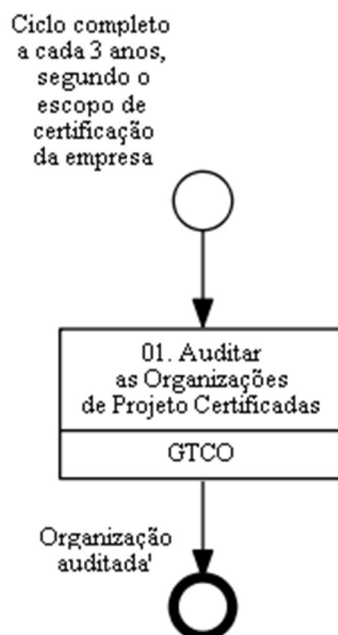 Ciclo completo
a cada 3 anos,
segundo o
escopo de
certificação
da empresa
01. Auditar
as Organizações
de Projeto Certificadas
GTCO
Organização
auditada'